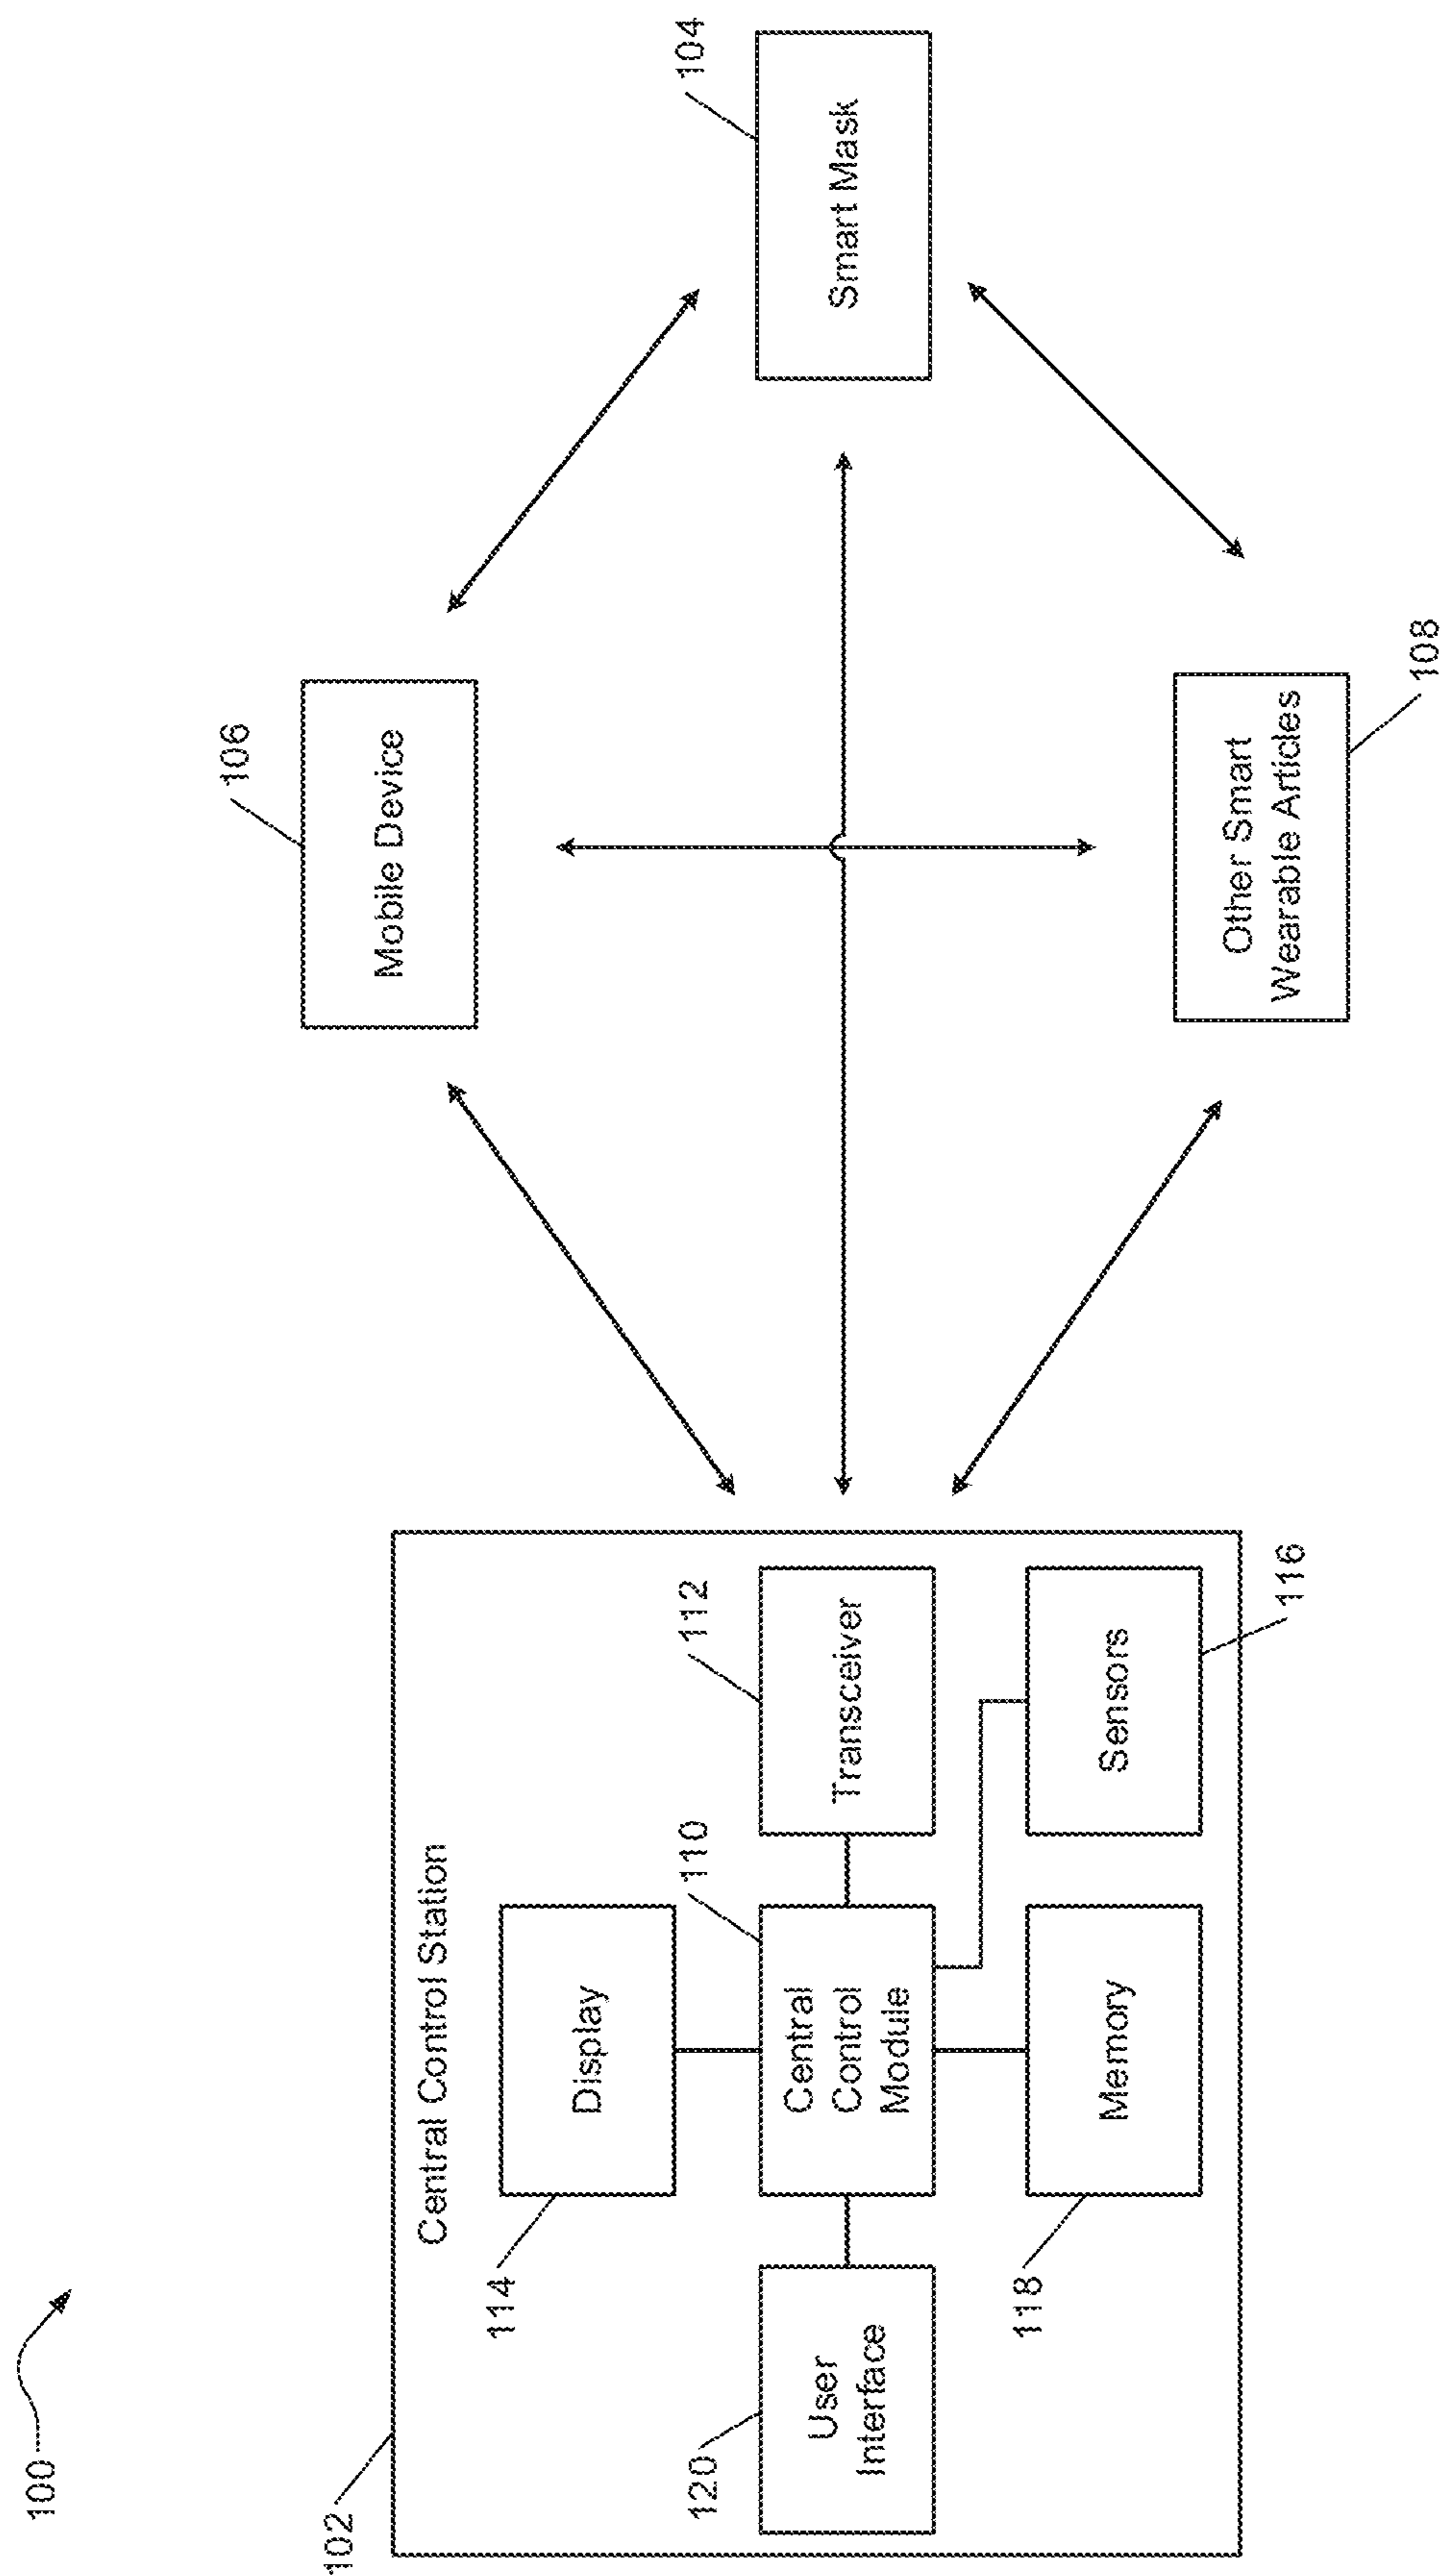 100
102
Central Control Station
114
Display
120
User
Interface
110
Central
Control
Module
112
Transceiver
118
Memory
116
Sensors
106
Mobile Device
104
Smart Mask
Other Smart
Wearable Articles
108